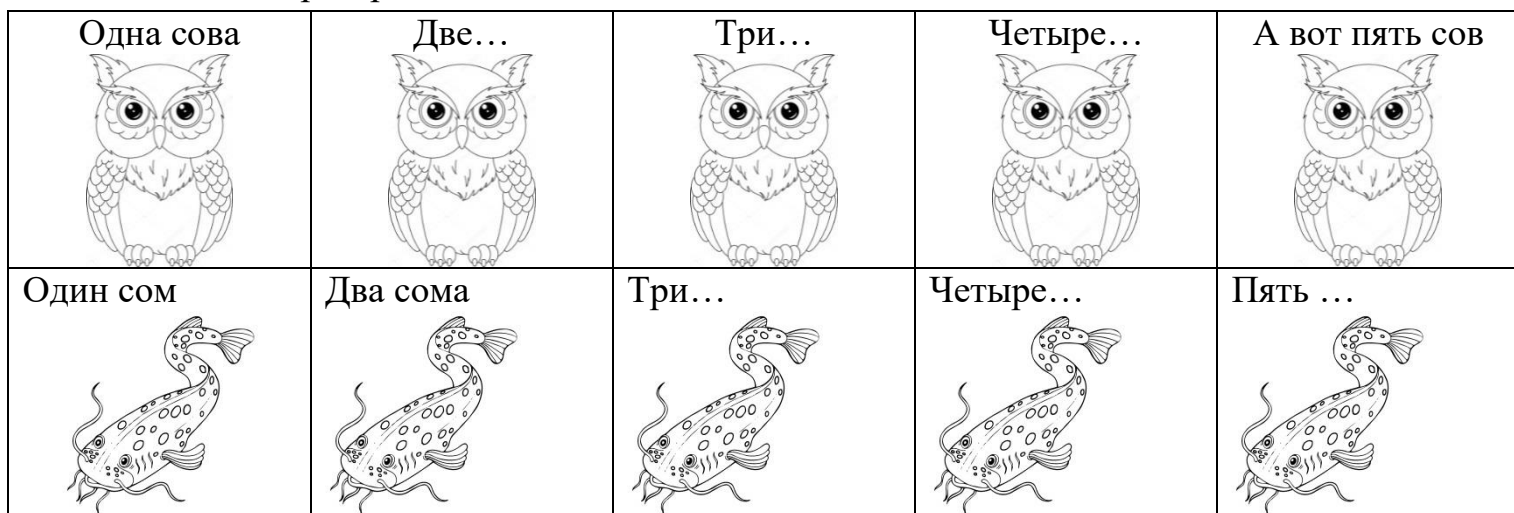 Одна сова
Две…
Три…
Четыре…
А вот пять сов
Один сом
Два сома
Три…
Четыре…
Пять …